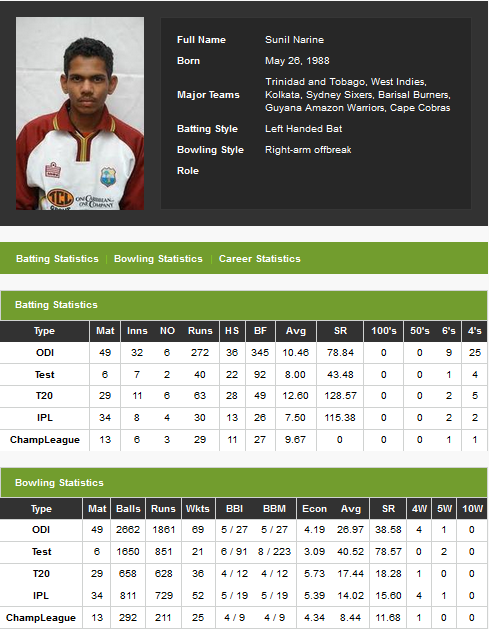 Full Name Sunil Narine
Born May 26, 1988
Major Teams Trinidad and Tobago, West Indies,
Kolkata, Sydney Sixers, Barisal Burners,
Guyana Amazon Warriors, Cape Cobras
Batting Style Left Handed Bat
Bowling Style Right-arm offbreak
Role
TCL
ONE CARIBBEAN
ONE COMPANY
Batting Statistics | Bowling Statistics | Career Statistics
Batting Statistics
Type Mat Inns NO Runs HS BF Avg SR 100's 50's 6's 4's
ODI 49 32 6 272 36 345 10.46 78.84 0 0 9 25
Test 6 7 2 40 22 92 8.00 43.48 0 0 1 4
T20 29 11 6 63 28 49 12.60 128.57 0 0 2 5
IPL 34 8 4 30 13 26 7.50 115.38 0 0 2 2
ChampLeague 13 6 3 29 11 27 9.67 0 0 0 1 1
Bowling Statistics
Type Mat Balls Runs Wkts BBI BBM Econ Avg SR 4W 5W 10W
ODI 49 2662 1861 69 5 / 27 5 / 27 4.19 26.97 38.58 4 1 0
Test 6 1650 851 21 6 / 91 8 / 223 3.09 40.52 78.57 0 2 0
T20 29 658 628 36 4 / 12 4 / 12 5.73 17.44 18.28 1 0 0
IPL 34 811 729 52 5 / 19 5 / 19 5.39 14.02 15.60 4 1 0
ChampLeague 13 292 211 25 4 / 9 4 / 9 4.34 8.44 11.68 1 0 0